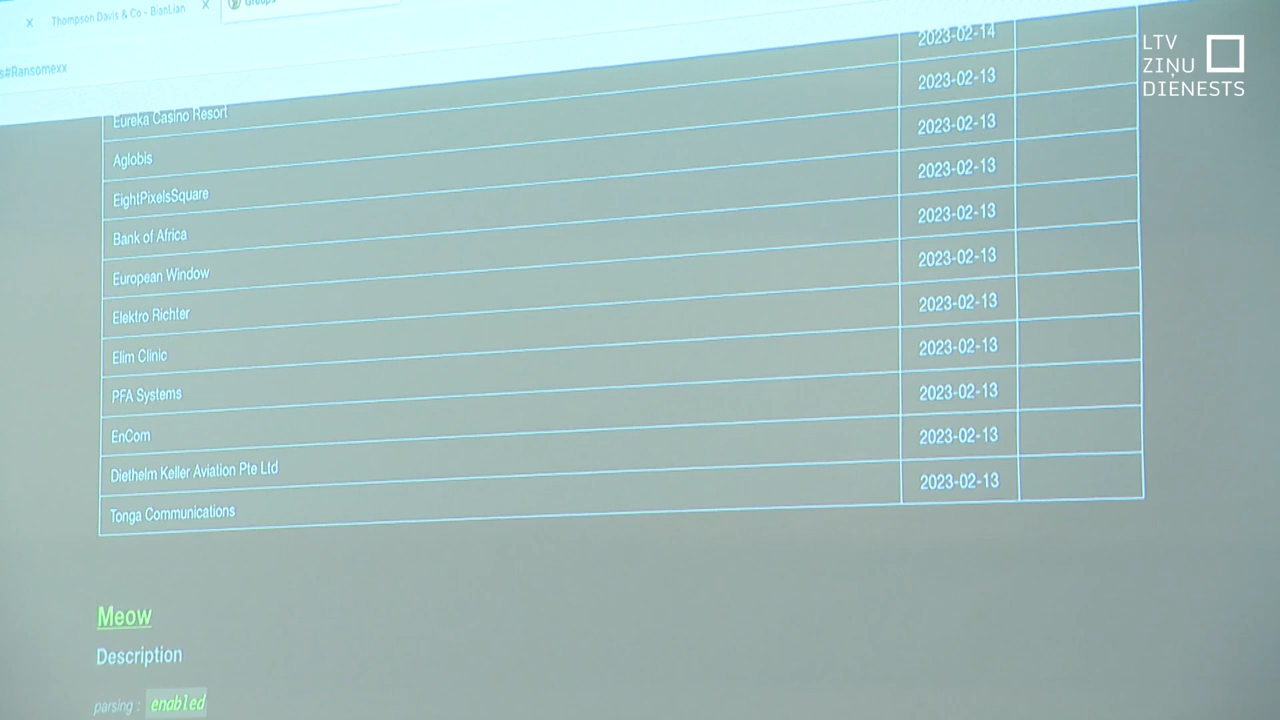 Thompson Davis & Co - BianLian
Groups
s#Ransomexx
LTV
ZIŅU
DIENESTS
2023-02-14
Eureka Casino Resort 2023-02-13
Aglobis 2023-02-13
EightPixelsSquare 2023-02-13
Bank of Africa 2023-02-13
European Window 2023-02-13
Elektro Richter 2023-02-13
Elim Clinic 2023-02-13
PFA Systems 2023-02-13
EnCom 2023-02-13
Diethelm Keller Aviation Pte Ltd 2023-02-13
Tonga Communications
Meow
Description
parsing : enabled